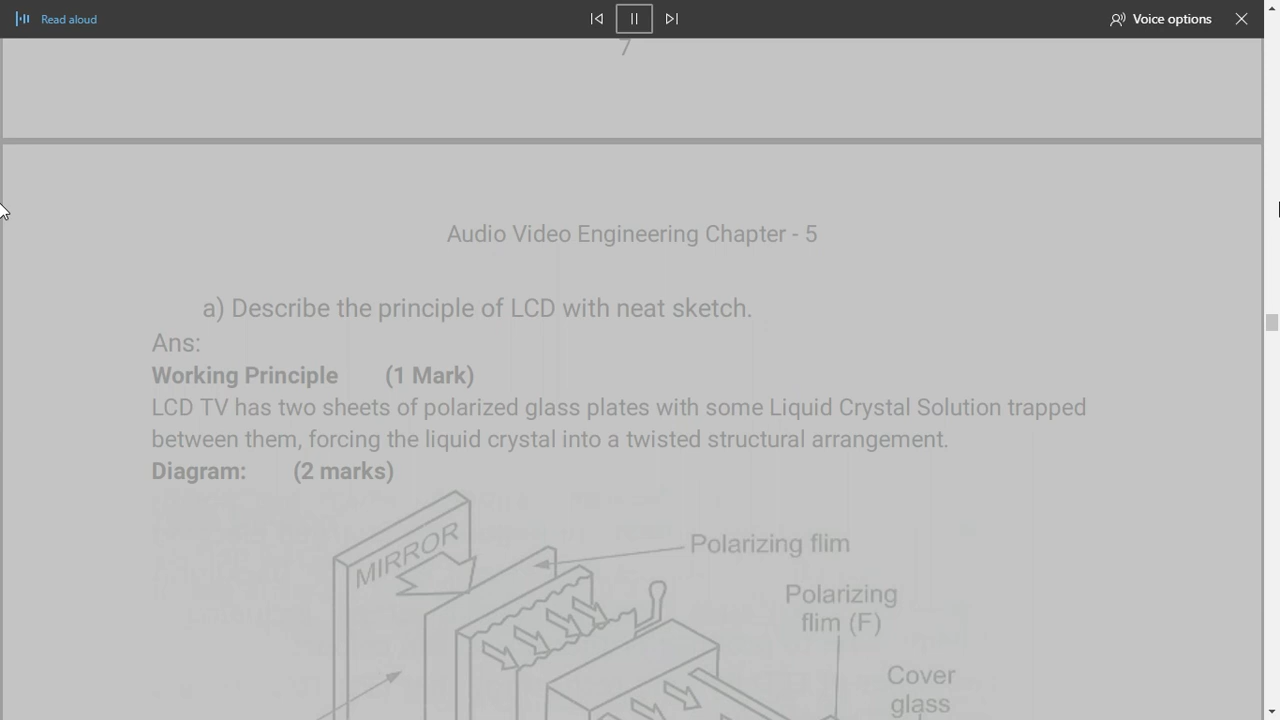 Read aloud
Voice options
7
Audio Video Engineering Chapter - 5
a) Describe the principle of LCD with neat sketch.
Ans:
Working Principle (1 Mark)
LCD TV has two sheets of polarized glass plates with some Liquid Crystal Solution trapped
between them, forcing the liquid crystal into a twisted structural arrangement.
Diagram: (2 marks)
MIRROR
Polarizing flim
Polarizing
flim (F)
Cover
glass